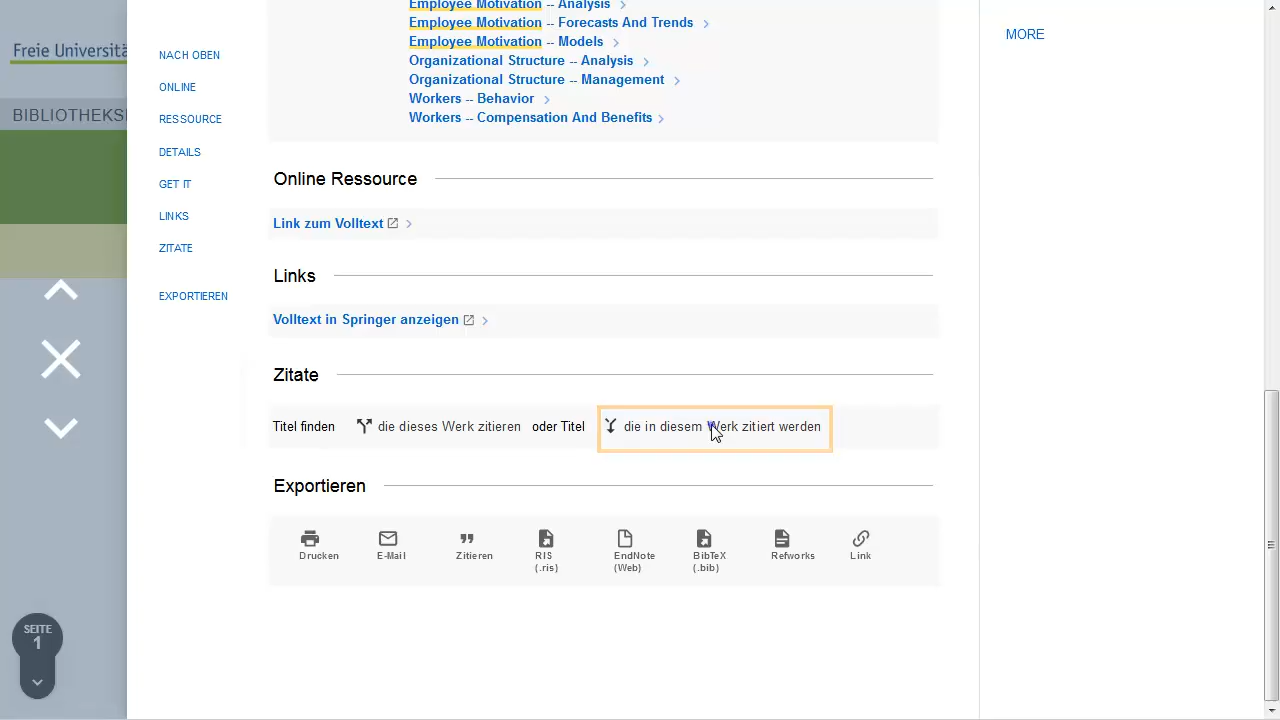 Employee Motivation -- Analysis
Employee Motivation -- Forecasts And Trends
Employee Motivation -- Models
Organizational Structure -- Analysis
Organizational Structure -- Management
Workers -- Behavior
Workers -- Compensation And Benefits
MORE
Freie Universitä
BIBLIOTHEKS
NACH OBEN
ONLINE
RESSOURCE
DETAILS
GET IT
LINKS
ZITATE
EXPORTIEREN
Online Ressource
Link zum Volltext
Links
Volltext in Springer anzeigen
Zitate
Titel finden die dieses Werk zitieren oder Titel die in diesem Werk zitiert werden
Exportieren
Drucken E-Mail Zitieren RIS (.ris) EndNote (Web) BibTeX (.bib) Refworks Link
SEITE
1